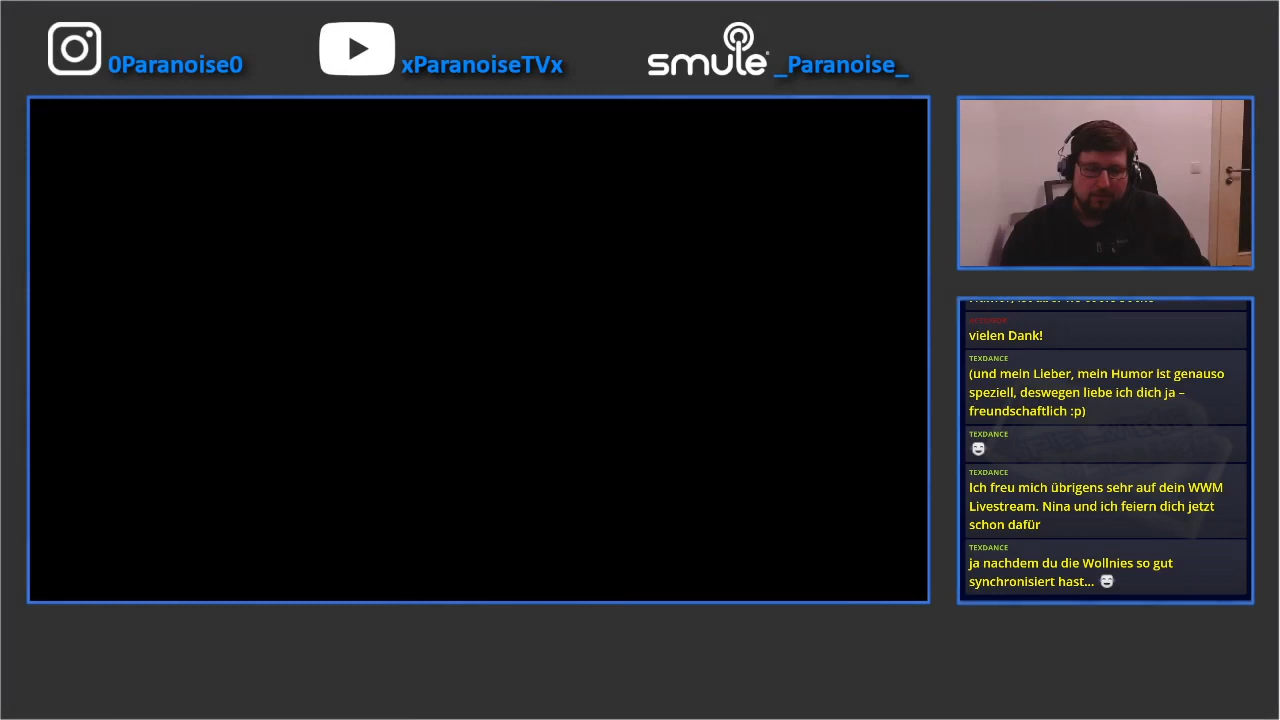 0Paranoise0
xParanoiseTVx
smule
_Paranoise_
vielen Dank!
TEXDANCE
(und mein Lieber, mein Humor ist genauso
speziell, deswegen liebe ich dich ja –
freundschaftlich :p)
TEXDANCE
TEXDANCE
Ich freu mich übrigens sehr auf dein WWM
Livestream. Nina und ich feiern dich jetzt
schon dafür
TEXDANCE
ja nachdem du die Wollnies so gut
synchronisiert hast...